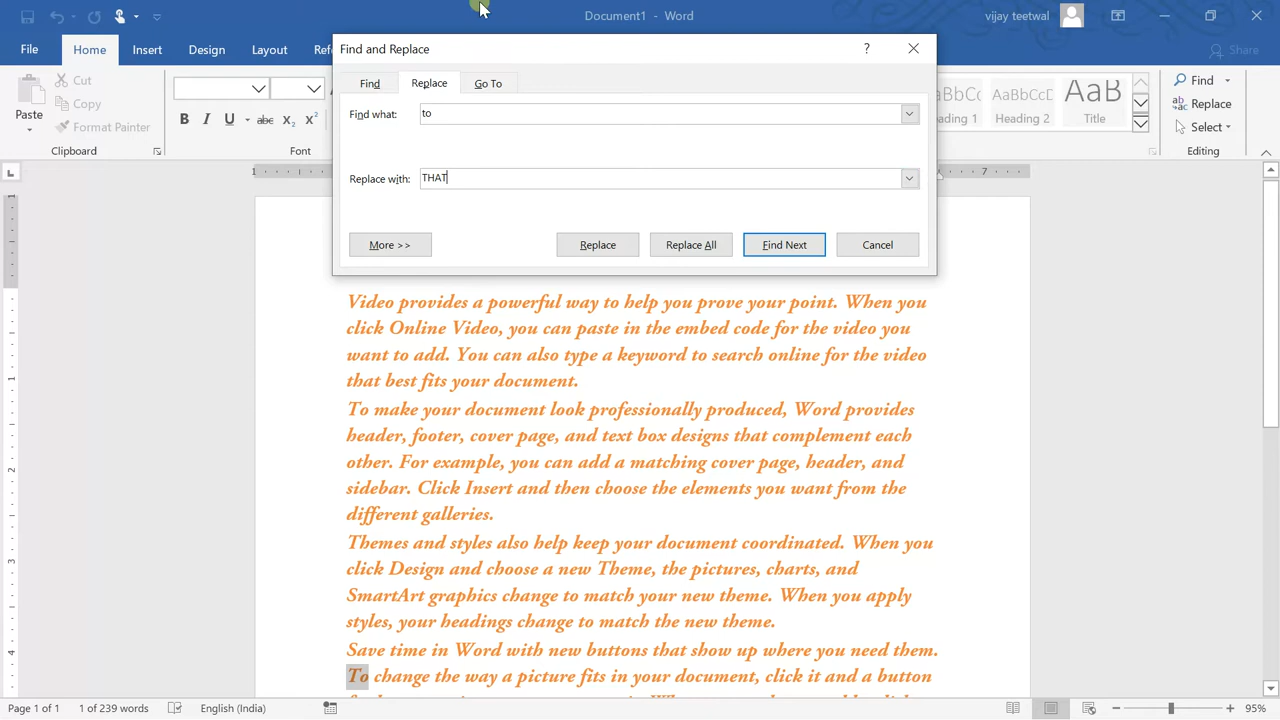 Document1 - Word
vijay teetwal
File
Home
Insert
Design
Layout
Ref
Share
Find and Replace
?
Find
Replace
Go To
Find what:
to
Replace with:
THAT
More >>
Replace
Replace All
Find Next
Cancel
Paste
Cut
Copy
Format Painter
Clipboard
B I U abc X₂ X²
Font
BbCc
AaBbCcD
AaB
ading 1
Heading 2
Title
Find
Replace
Select
Editing
Video provides a powerful way to help you prove your point. When you
click Online Video, you can paste in the embed code for the video you
want to add. You can also type a keyword to search online for the video
that best fits your document.
To make your document look professionally produced, Word provides
header, footer, cover page, and text box designs that complement each
other. For example, you can add a matching cover page, header, and
sidebar. Click Insert and then choose the elements you want from the
different galleries.
Themes and styles also help keep your document coordinated. When you
click Design and choose a new Theme, the pictures, charts, and
SmartArt graphics change to match your new theme. When you apply
styles, your headings change to match the new theme.
Save time in Word with new buttons that show up where you need them.
To change the way a picture fits in your document, click it and a button
Page 1 of 1
1 of 239 words
English (India)
95%